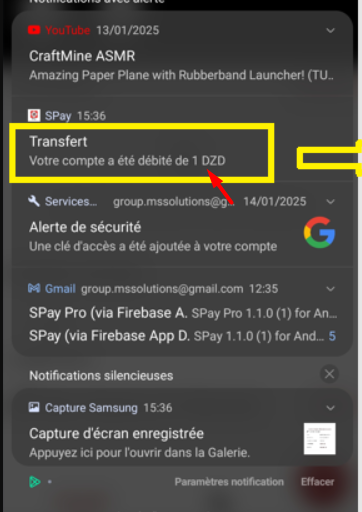 Notifications avec alerte
YouTube 13/01/2025
CraftMine ASMR
Amazing Paper Plane with Rubberband Launcher! (TU..
SPay 15:36
Transfert
Votre compte a été débité de 1 DZD
Services... group.mssolutions@g... 14/01/2025
Alerte de sécurité
Une clé d'accès a été ajoutée à votre compte
Gmail group.mssolutions@gmail.com 12:35
SPay Pro (via Firebase A. SPay Pro 1.1.0 (1) for An...
SPay (via Firebase App D. SPay 1.1.0 (1) for And... 5
Notifications silencieuses
Capture Samsung 15:36
Capture d'écran enregistrée
Appuyez ici pour l'ouvrir dans la Galerie.
Paramètres notification Effacer